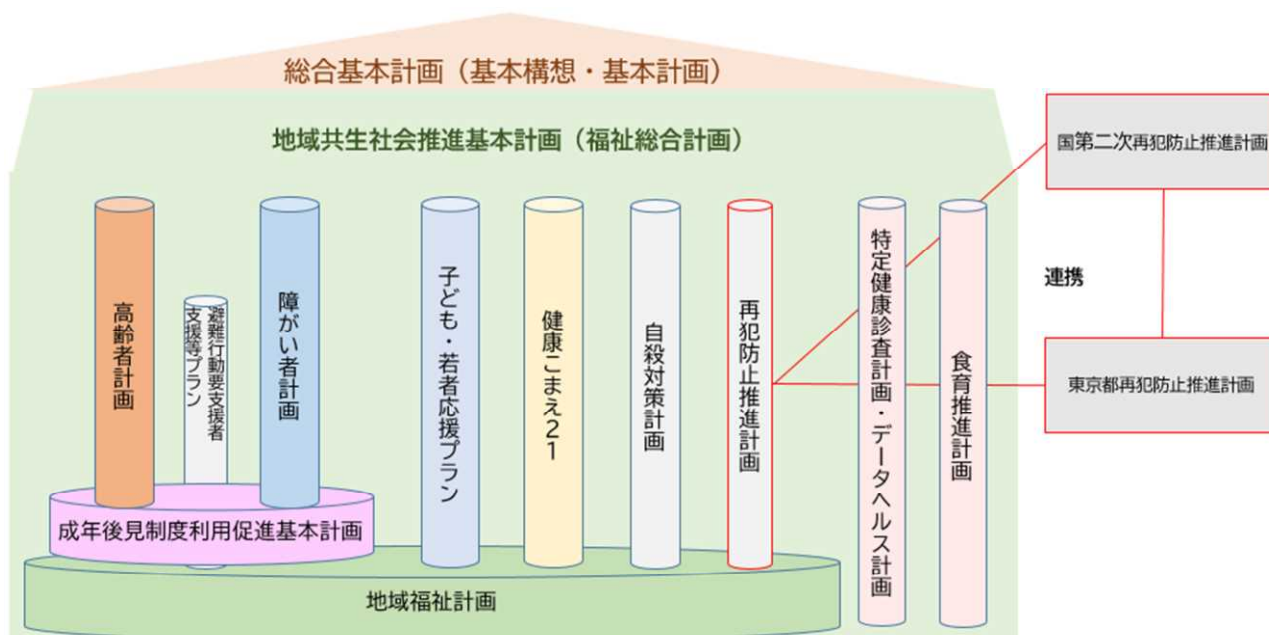 総合基本計画（基本構想・基本計画）
地域共生社会推進基本計画（福祉総合計画）
高齢者計画
避難行動要支援者
支援等プラン
障がい者計画
子ども・若者応援プラン
健康こまえ21
自殺対策計画
再犯防止推進計画
特定健康診査計画・データヘルス計画
食育推進計画
成年後見制度利用促進基本計画
地域福祉計画
国第二次再犯防止推進計画
連携
東京都再犯防止推進計画